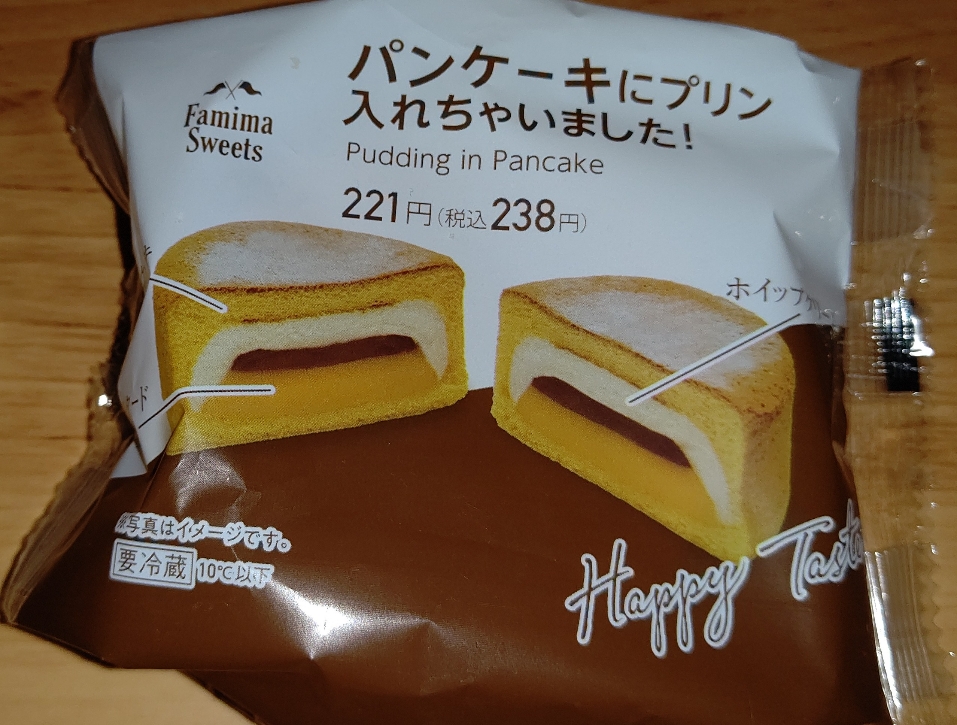 Famima
Sweets
パンケーキにプリン
入れちゃいました!
Pudding in Pancake
221円(税込238円)
ホイップ
写真はイメージです。
要冷蔵 10℃以下
Happy